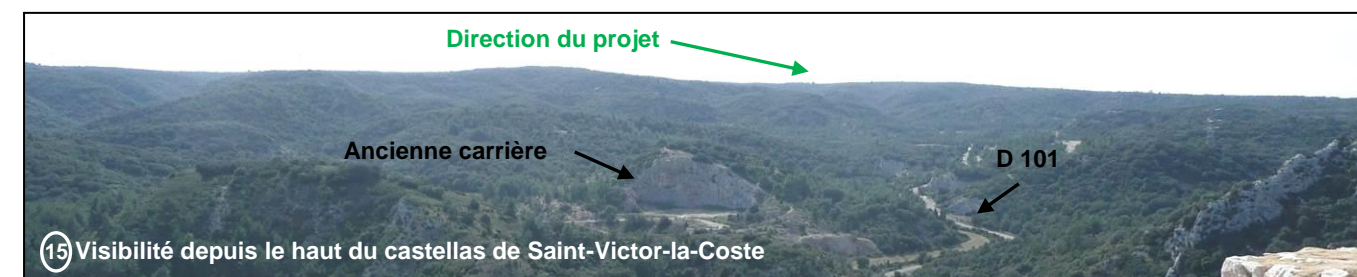 Direction du projet
Ancienne carrière
D 101
15 Visibilité depuis le haut du castellas de Saint-Victor-la-Coste